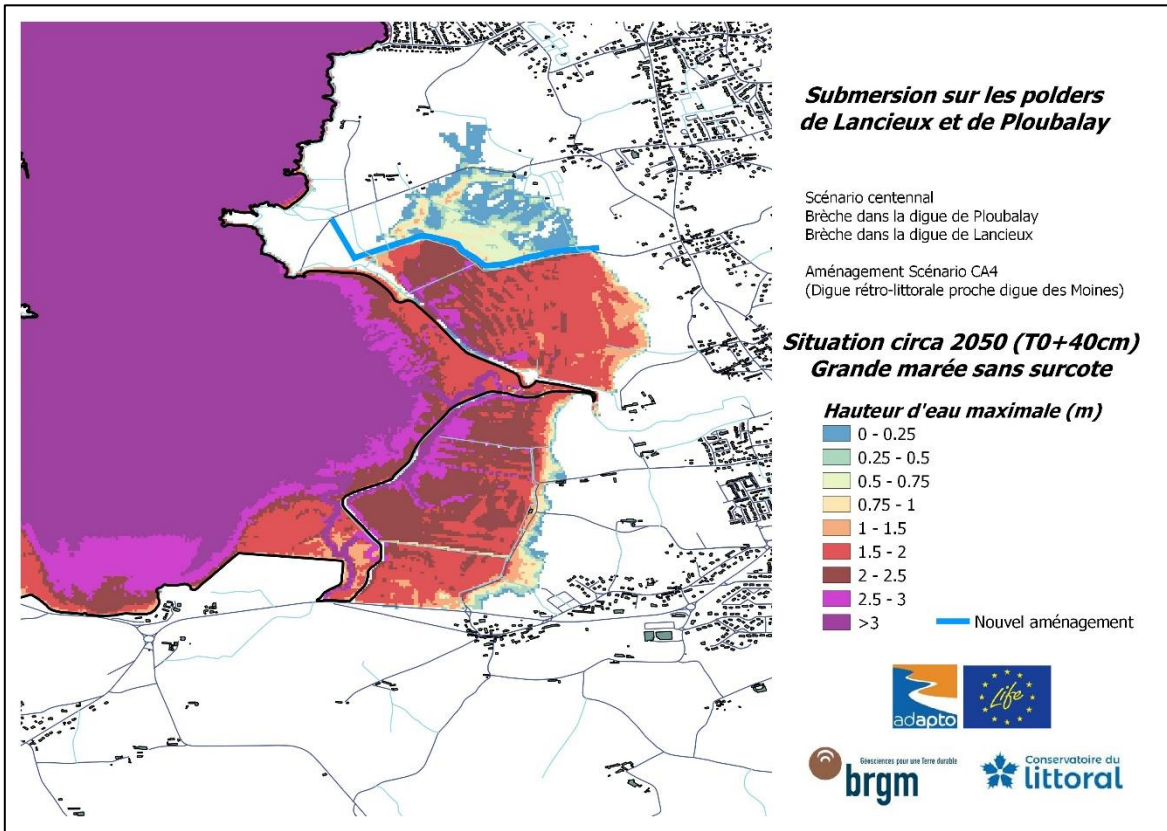 Submersion sur les polders
de Lancieux et de Ploubalay
Scénario centennal
Brèche dans la digue de Ploubalay
Brèche dans la digue de Lancieux
Aménagement Scénario CA4
(Digue rétro-littorale proche digue des Moines)
Situation circa 2050 (T0+40cm)
Grande marée sans surcote
Hauteur d'eau maximale (m)
0 - 0.25
0.25 - 0.5
0.5 - 0.75
0.75 - 1
1 - 1.5
1.5 - 2
2 - 2.5
2.5 - 3
>3
Nouvel aménagement
adapto
Life
Géosciences pour une Terre durable
brgm
Conservatoire du
littoral